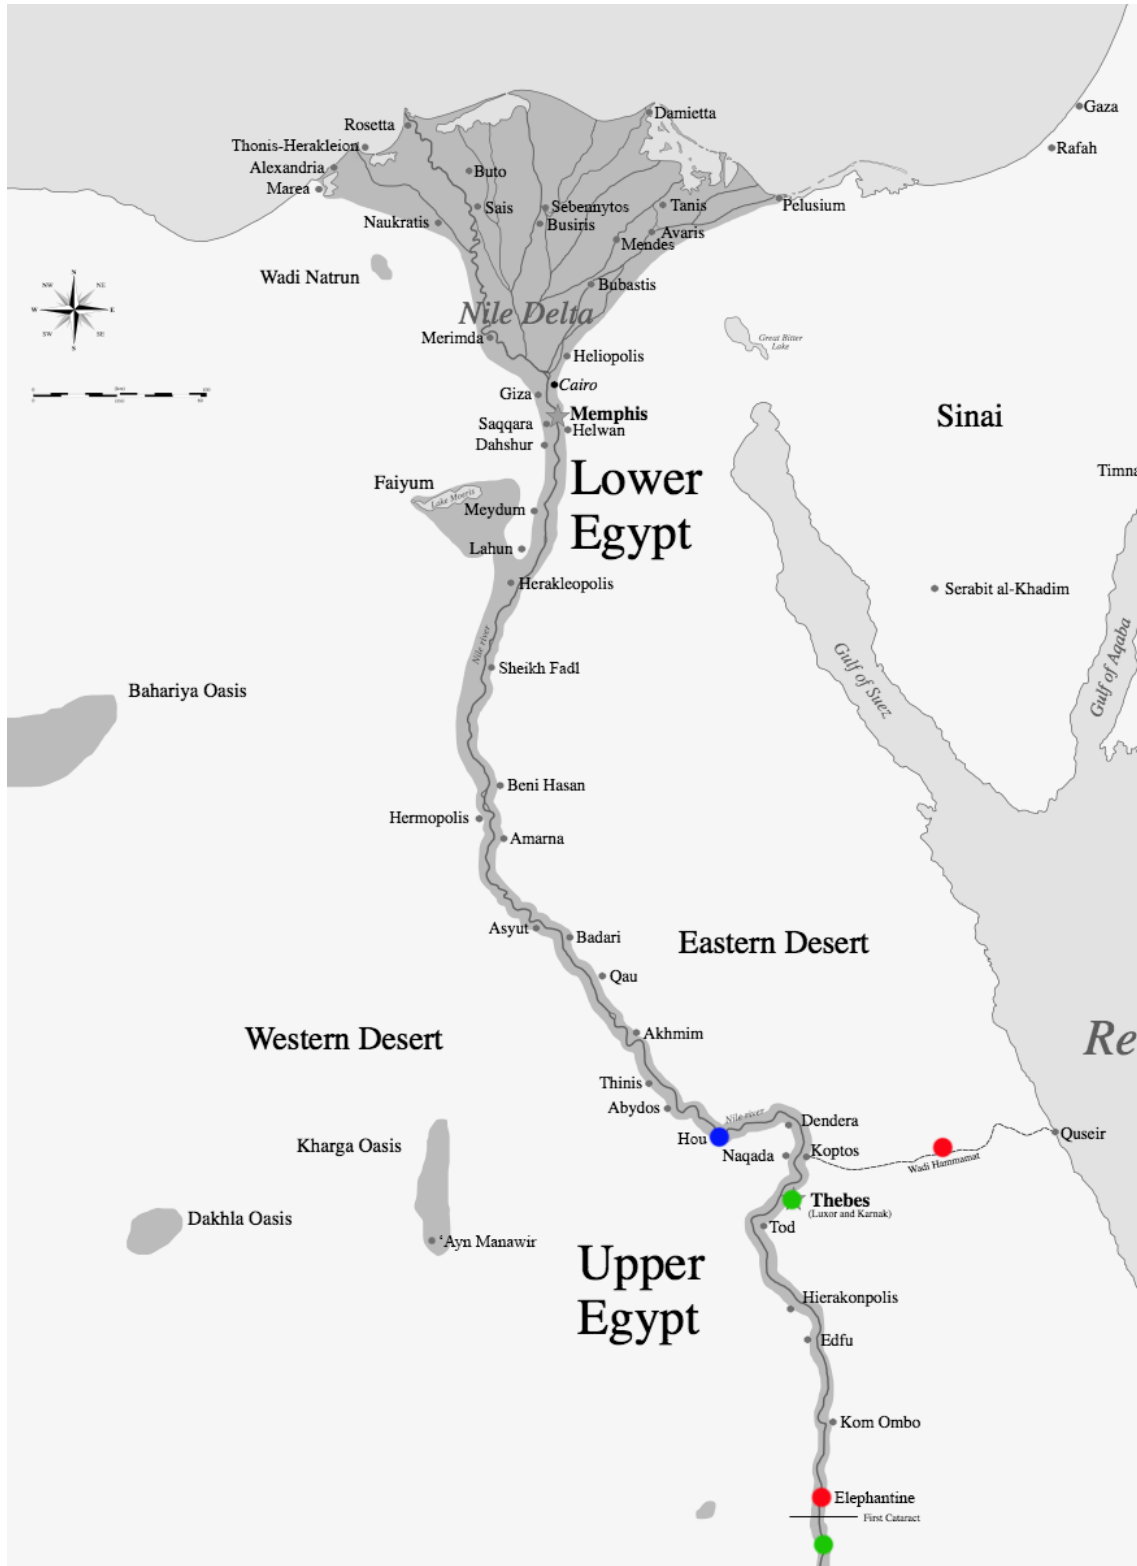 Gaza
Damietta
Rosetta
Thonis-Herakleion
Rafah
Alexandria
Buto
Marea
Sais
Sebennytos
Tanis
Pelusium
Naukratis
Busiris
Avaris
Mendes
Wadi Natrun
N
NW
NE
W
E
SW
SE
S
Bubastis
Nile Delta
Merimda
Great Bitter
Lake
Heliopolis
Cairo
Giza
Memphis
Saqqara
Helwan
Sinai
Dahshur
Timna
Lower
Egypt
Faiyum
Lake Moeris
Meydum
Lahun
Herakleopolis
Serabit al-Khadim
Nile river
Sheikh Fadl
Gulf of Suez
Gulf of Aqaba
Bahariya Oasis
Beni Hasan
Hermopolis
Amarna
Asyut
Badari
Eastern Desert
Qau
Western Desert
Akhmim
Re
Thinis
Abydos
Nile river
Dendera
Hou
Quseir
Kharga Oasis
Naqada
Koptos
Wadi Hammamat
Thebes
(Luxor and Karnak)
Dakhla Oasis
Tod
‘Ayn Manawir
Upper
Egypt
Hierakonpolis
Edfu
Kom Ombo
Elephantine
First Cataract